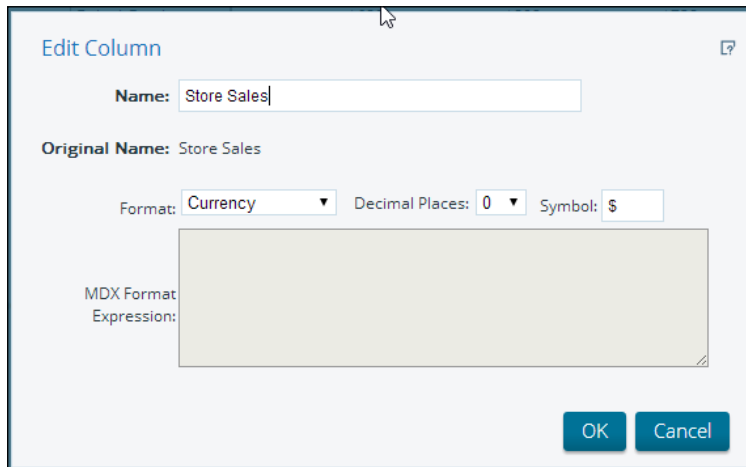 Edit Column
Name: Store Sales
Original Name: Store Sales
Format: Currency Decimal Places: 0 Symbol: $
MDX Format
Expression:
OK Cancel